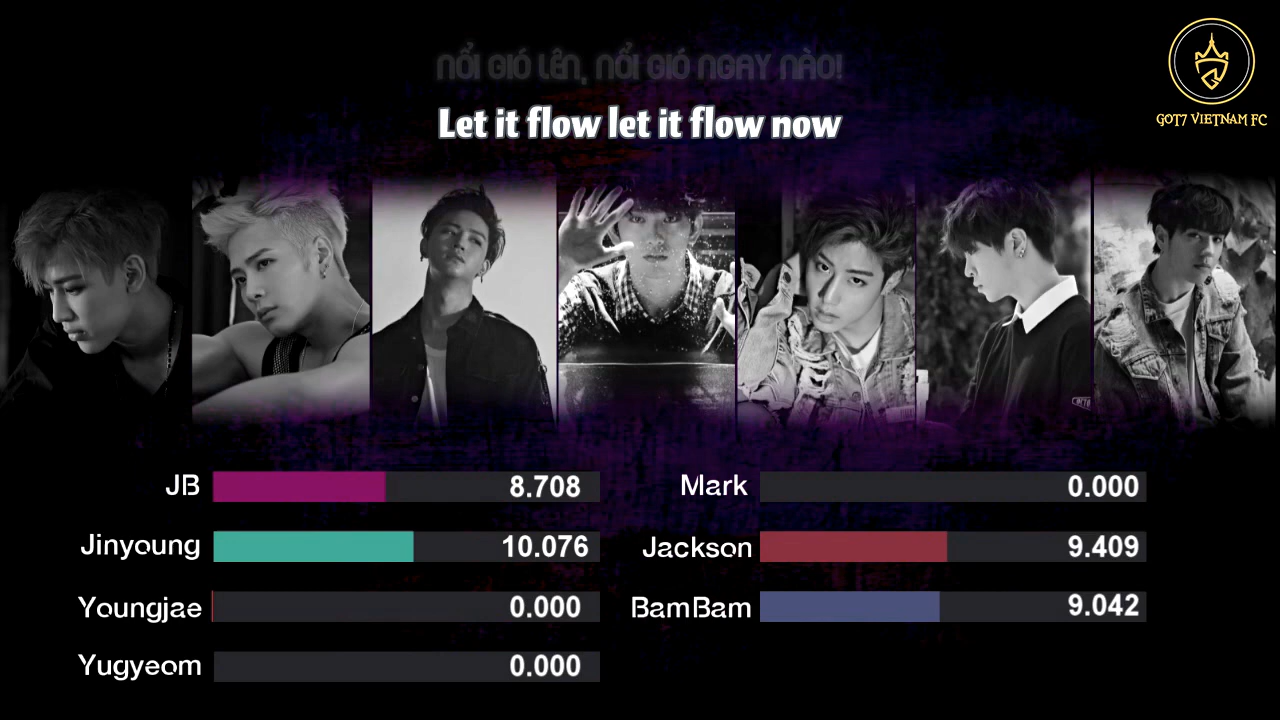 NỔI GIÓ LÊN, NỔI GIÓ NGAY NÀO!
Let it flow let it flow now
GOT7 VIETNAM FC
JB 8.708
Mark 0.000
Jinyoung 10.076
Jackson 9.409
Youngjae 0.000
BamBam 9.042
Yugyeom 0.000